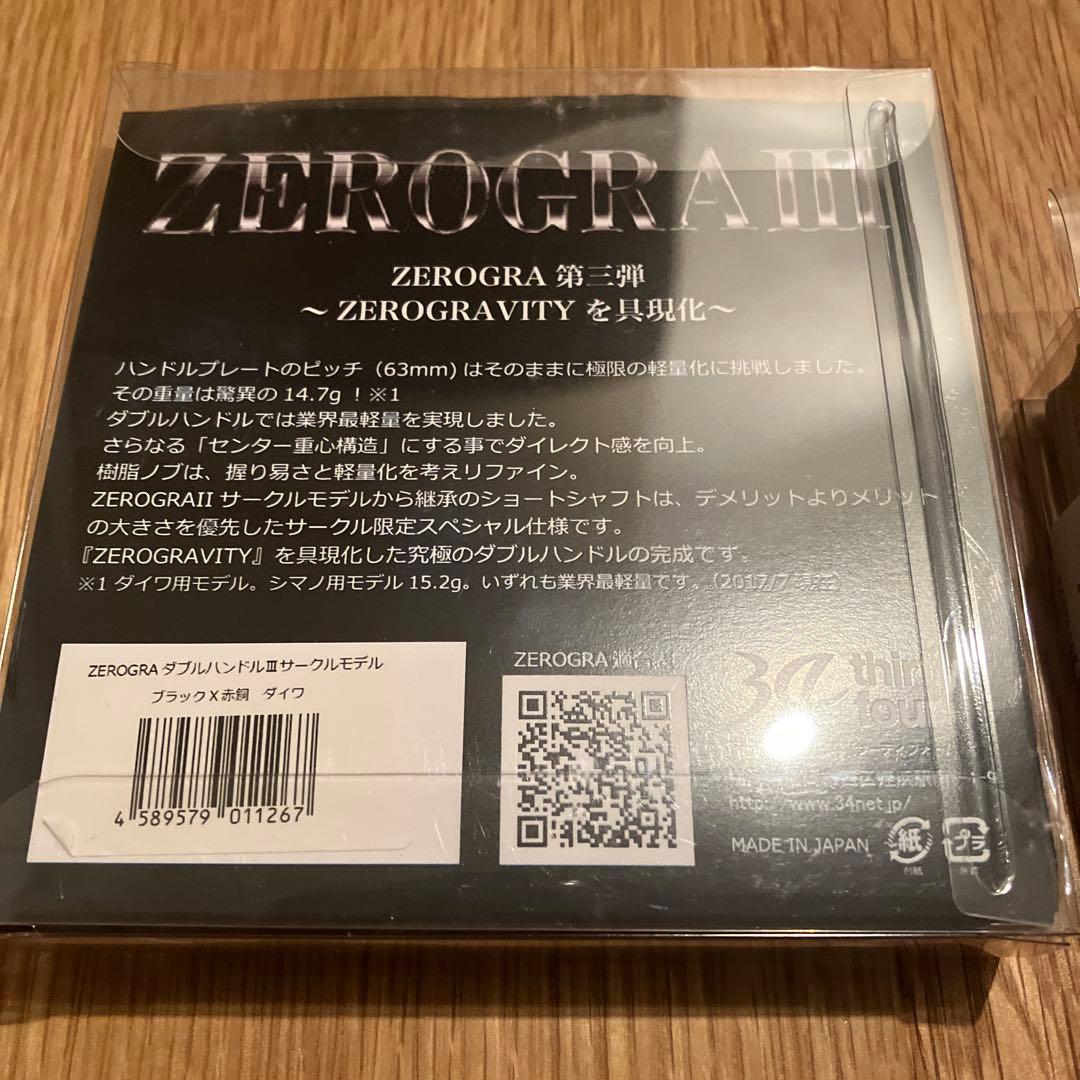 ZEROGRAIII
ZEROGRA 第三弾
～ ZEROGRAVITY を具現化～
ハンドルプレートのピッチ（63mm）はそのままに極限の軽量化に挑戦しました。
その重量は驚異の 14.7g ！※1
ダブルハンドルでは業界最軽量を実現しました。
さらなる「センター重心構造」にする事でダイレクト感を向上。
樹脂ノブは、握り易さと軽量化を考えリファイン。
ZEROGRAII サークルモデルから継承のショートシャフトは、デメリットよりメリット
の大きさを優先したサークル限定スペシャル仕様です。
『ZEROGRAVITY』を具現化した究極のダブルハンドルの完成です。
※1 ダイワ用モデル。シマノ用モデル 15.2g。いずれも業界最軽量です。（2017/7 現在
ZEROGRA ダブルハンドルⅢサークルモデル
ブラックX赤銅 ダイワ
4 589579 011267
ZEROGRA 適合
34
http://www.34net.jp/
MADE IN JAPAN
紙
プラ
台紙